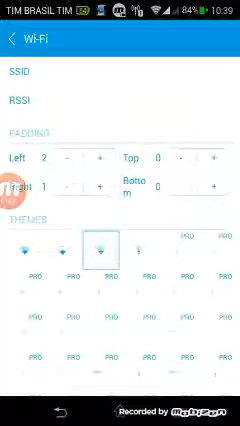 TIM BRASIL TIM 84% 10:39
Wi-Fi
SSID
RSSI
PADDING
Left 2 - + Top 0 - +
Right 1 - + Botto 0 +
m
THEMES
PRO PRO
PRO PRO PRO PRO PRO PRO
PRO PRO PRO PRO PRO PRO
PRO PRO PRO PRO PRO PRO
Recorded by Mobizen